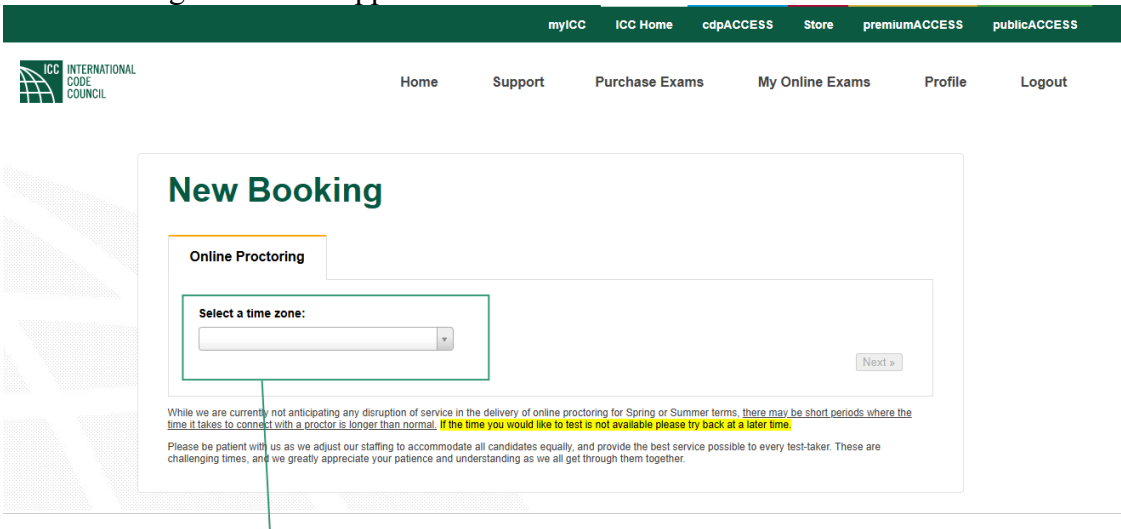 myICC ICC Home cdpACCESS Store premiumACCESS publicACCESS
ICC INTERNATIONAL
CODE
COUNCIL
Home Support Purchase Exams My Online Exams Profile Logout
New Booking
Online Proctoring
Select a time zone:
Next »
While we are currently not anticipating any disruption of service in the delivery of online proctoring for Spring or Summer terms, there may be short periods where the
time it takes to connect with a proctor is longer than normal. If the time you would like to test is not available please try back at a later time.
Please be patient with us as we adjust our staffing to accommodate all candidates equally, and provide the best service possible to every test-taker. These are
challenging times, and we greatly appreciate your patience and understanding as we all get through them together.